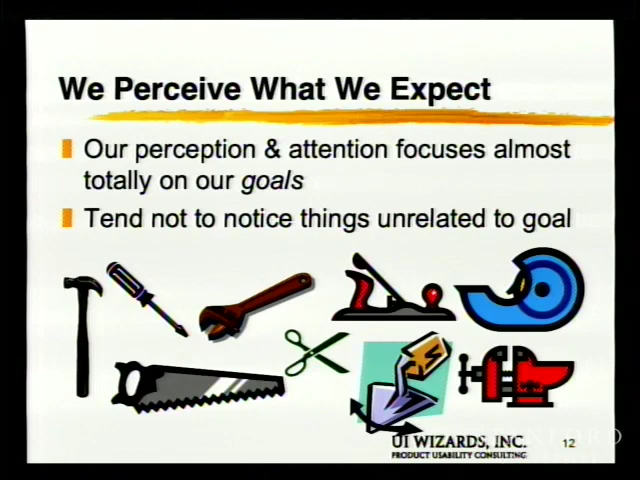 We Perceive What We Expect
Our perception & attention focuses almost
totally on our goals
Tend not to notice things unrelated to goal
UI WIZARDS, INC.
PRODUCT USABILITY CONSULTING
12